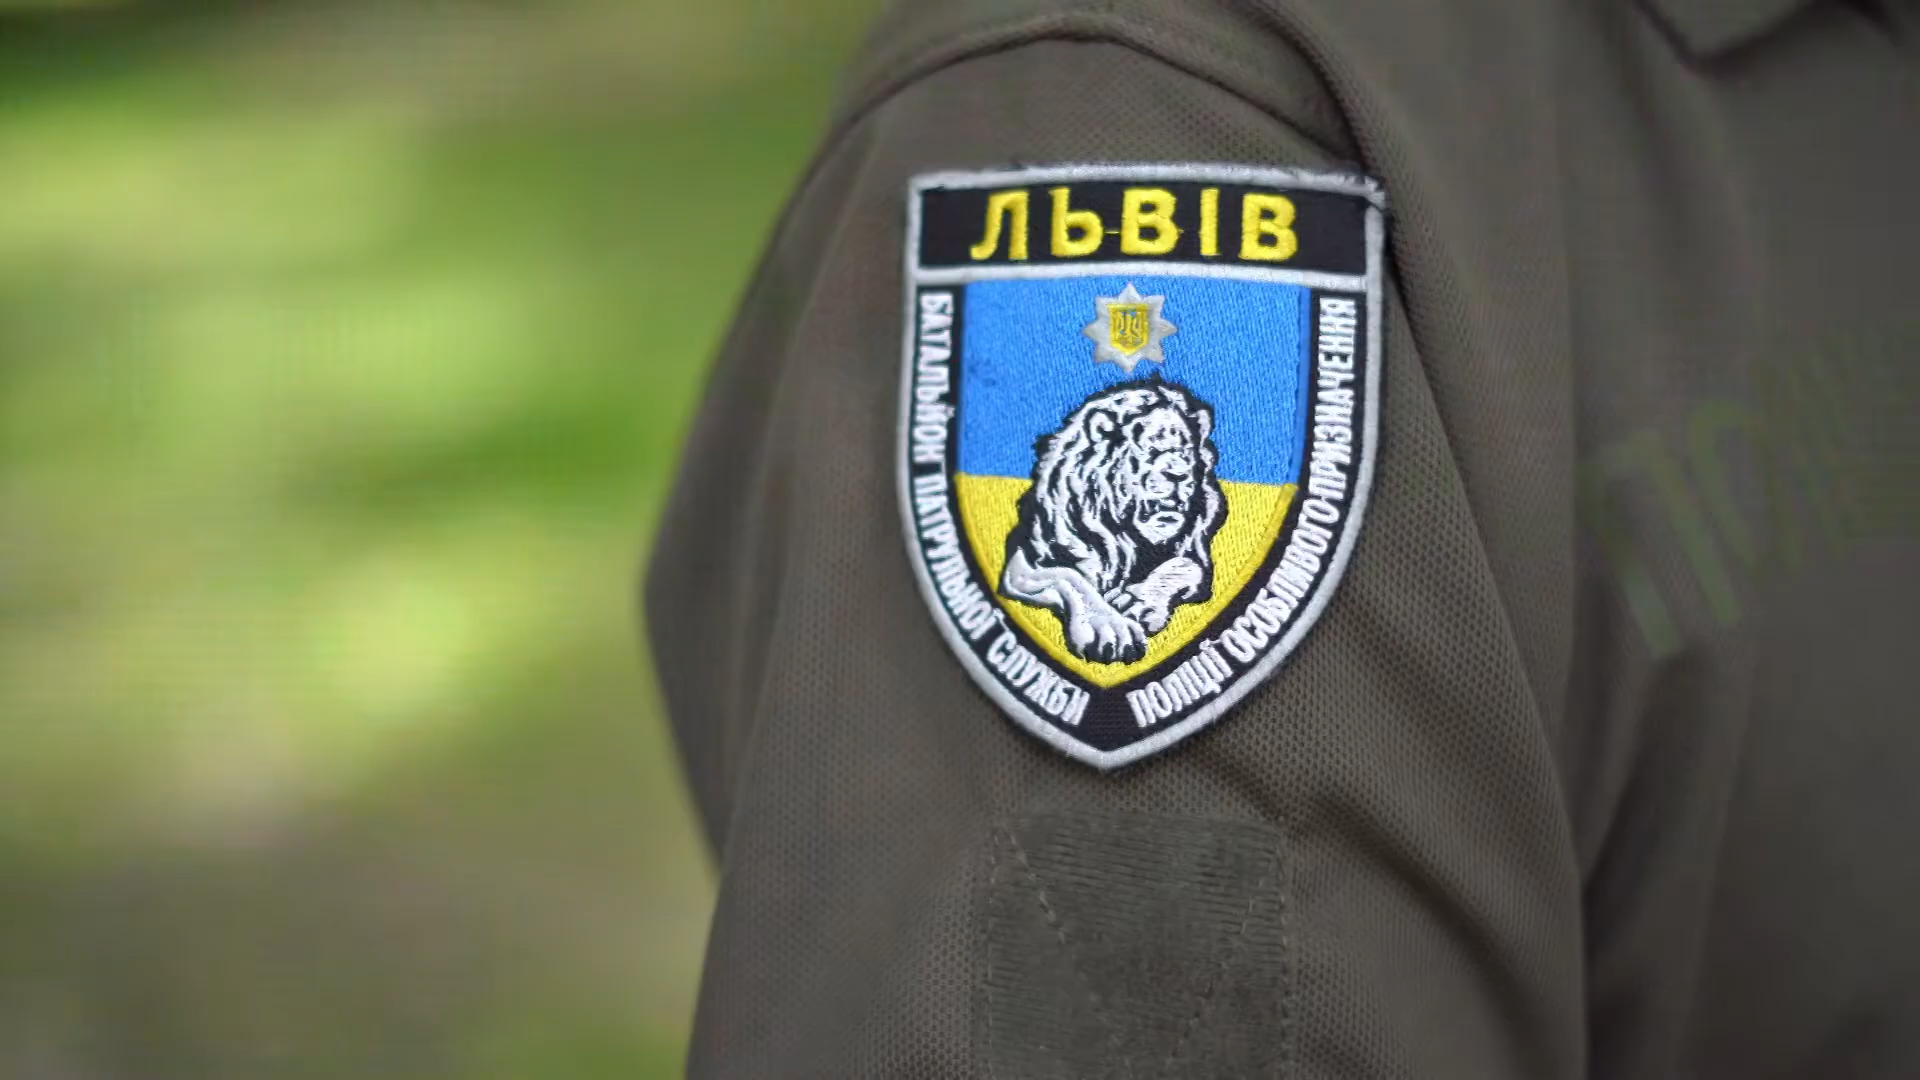 ЛЬВІВ
БАТАЛЬЙОН ПАТРУЛЬНОЇ СЛУЖБИ
ПОЛІЦІЇ ОСОБЛИВОГО ПРИЗНАЧЕННЯ